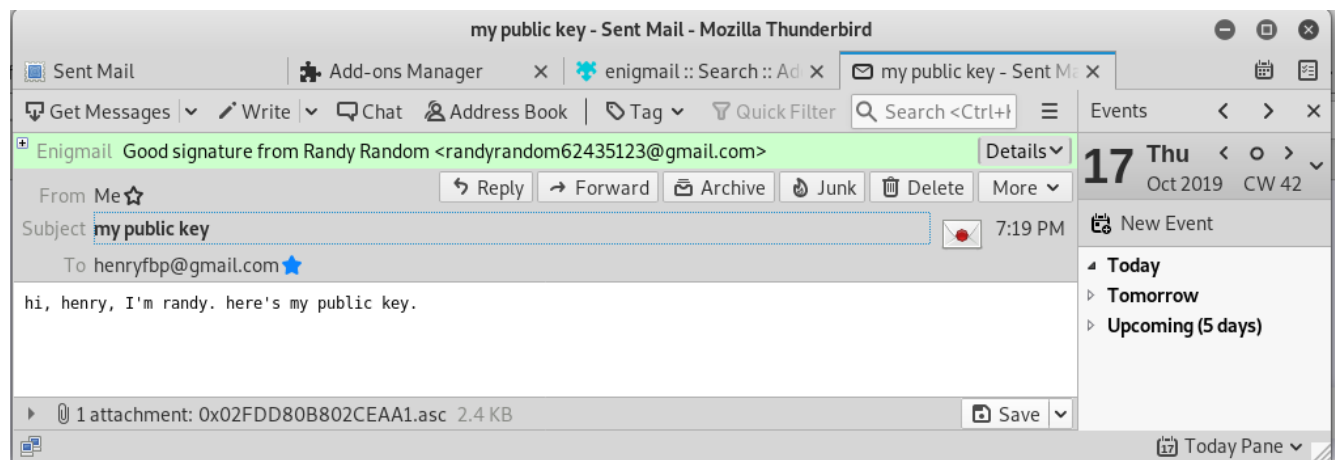 my public key - Sent Mail - Mozilla Thunderbird
Sent Mail Add-ons Manager enigmail :: Search :: Ad my public key - Sent Ma
Get Messages Write Chat Address Book Tag Quick Filter Search <Ctrl+ Events
Enigmail Good signature from Randy Random <randyrandom62435123@gmail.com> Details
17 Thu
Oct 2019 CW 42
From Me Reply Forward Archive Junk Delete More
Subject my public key 7:19 PM
New Event
To henryfbp@gmail.com
Today
Tomorrow
Upcoming (5 days)
hi, henry, I'm randy. here's my public key.
1 attachment: 0x02FDD80B802CEAA1.asc 2.4 KB Save
17 Today Pane